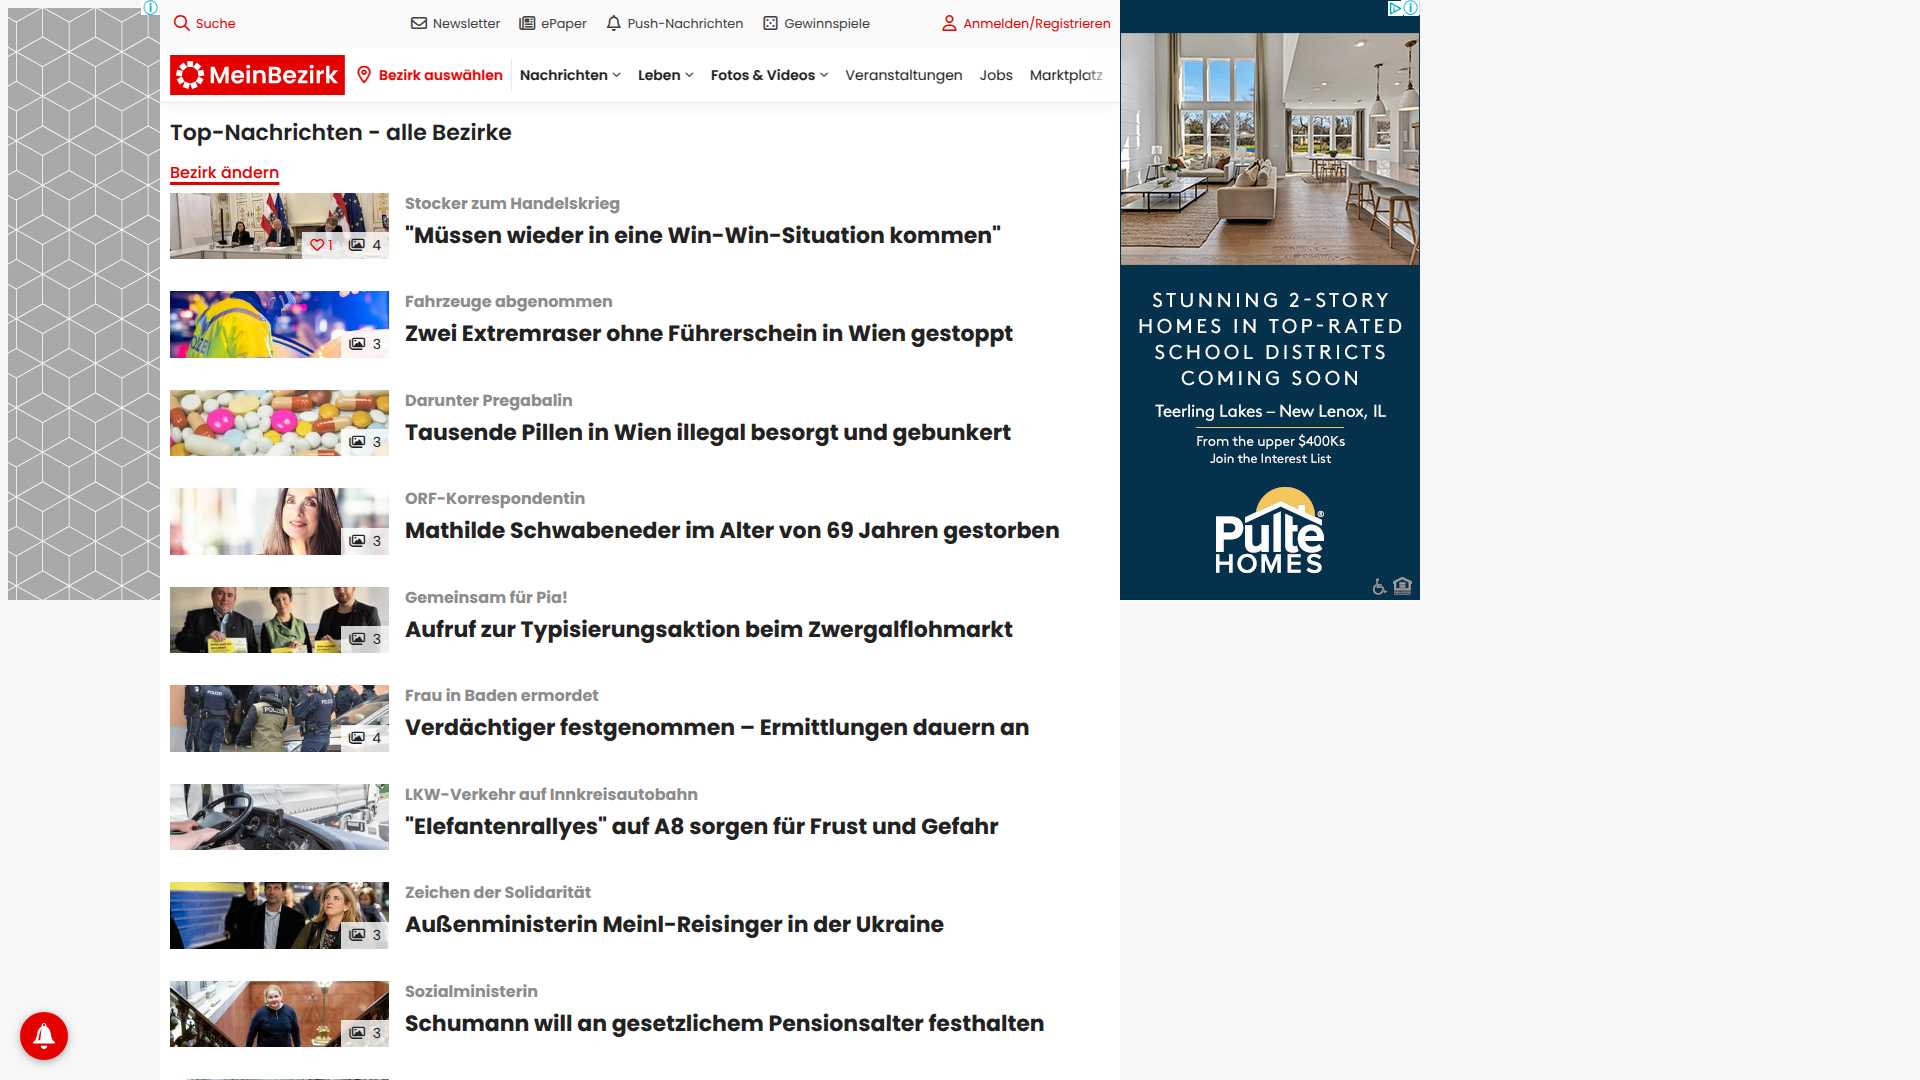 Suche
Newsletter
ePaper
Push-Nachrichten
Gewinnspiele
Anmelden/Registrieren
MeinBezirk
Bezirk auswählen
Nachrichten
Leben
Fotos & Videos
Veranstaltungen
Jobs
Marktplatz
Top-Nachrichten - alle Bezirke
Bezirk ändern
1
4
Stocker zum Handelskrieg
"Müssen wieder in eine Win-Win-Situation kommen"
POLIZEI
3
Fahrzeuge abgenommen
Zwei Extremraser ohne Führerschein in Wien gestoppt
3
Darunter Pregabalin
Tausende Pillen in Wien illegal besorgt und gebunkert
3
ORF-Korrespondentin
Mathilde Schwabeneder im Alter von 69 Jahren gestorben
3
Gemeinsam für Pia!
Aufruf zur Typisierungsaktion beim Zwergalflohmarkt
POLIZEI
4
Frau in Baden ermordet
Verdächtiger festgenommen – Ermittlungen dauern an
LKW-Verkehr auf Innkreisautobahn
"Elefantenrallyes" auf A8 sorgen für Frust und Gefahr
3
Zeichen der Solidarität
Außenministerin Meinl-Reisinger in der Ukraine
3
Sozialministerin
Schumann will an gesetzlichem Pensionsalter festhalten
STUNNING 2-STORY
HOMES IN TOP-RATED
SCHOOL DISTRICTS
COMING SOON
Teerling Lakes – New Lenox, IL
From the upper $400Ks
Join the Interest List
Pulte®
HOMES